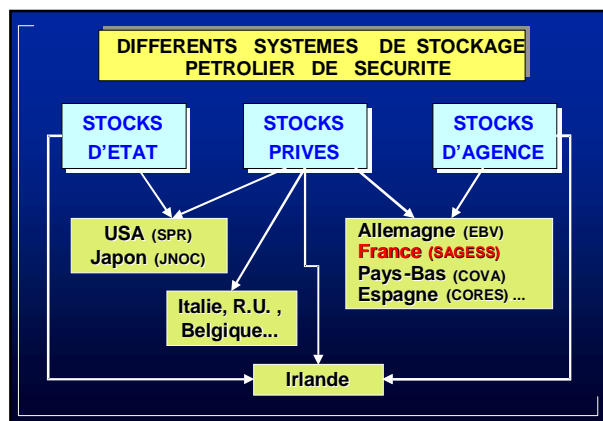 DIFFERENTS SYSTEMES DE STOCKAGE
PETROLIER DE SECURITE
STOCKS
D'ETAT
STOCKS
PRIVES
STOCKS
D'AGENCE
USA (SPR)
Japon (JNOC)
Allemagne (EBV)
France (SAGESS)
Pays-Bas (COVA)
Espagne (CORES) ...
Italie, R.U. ,
Belgique...
Irlande